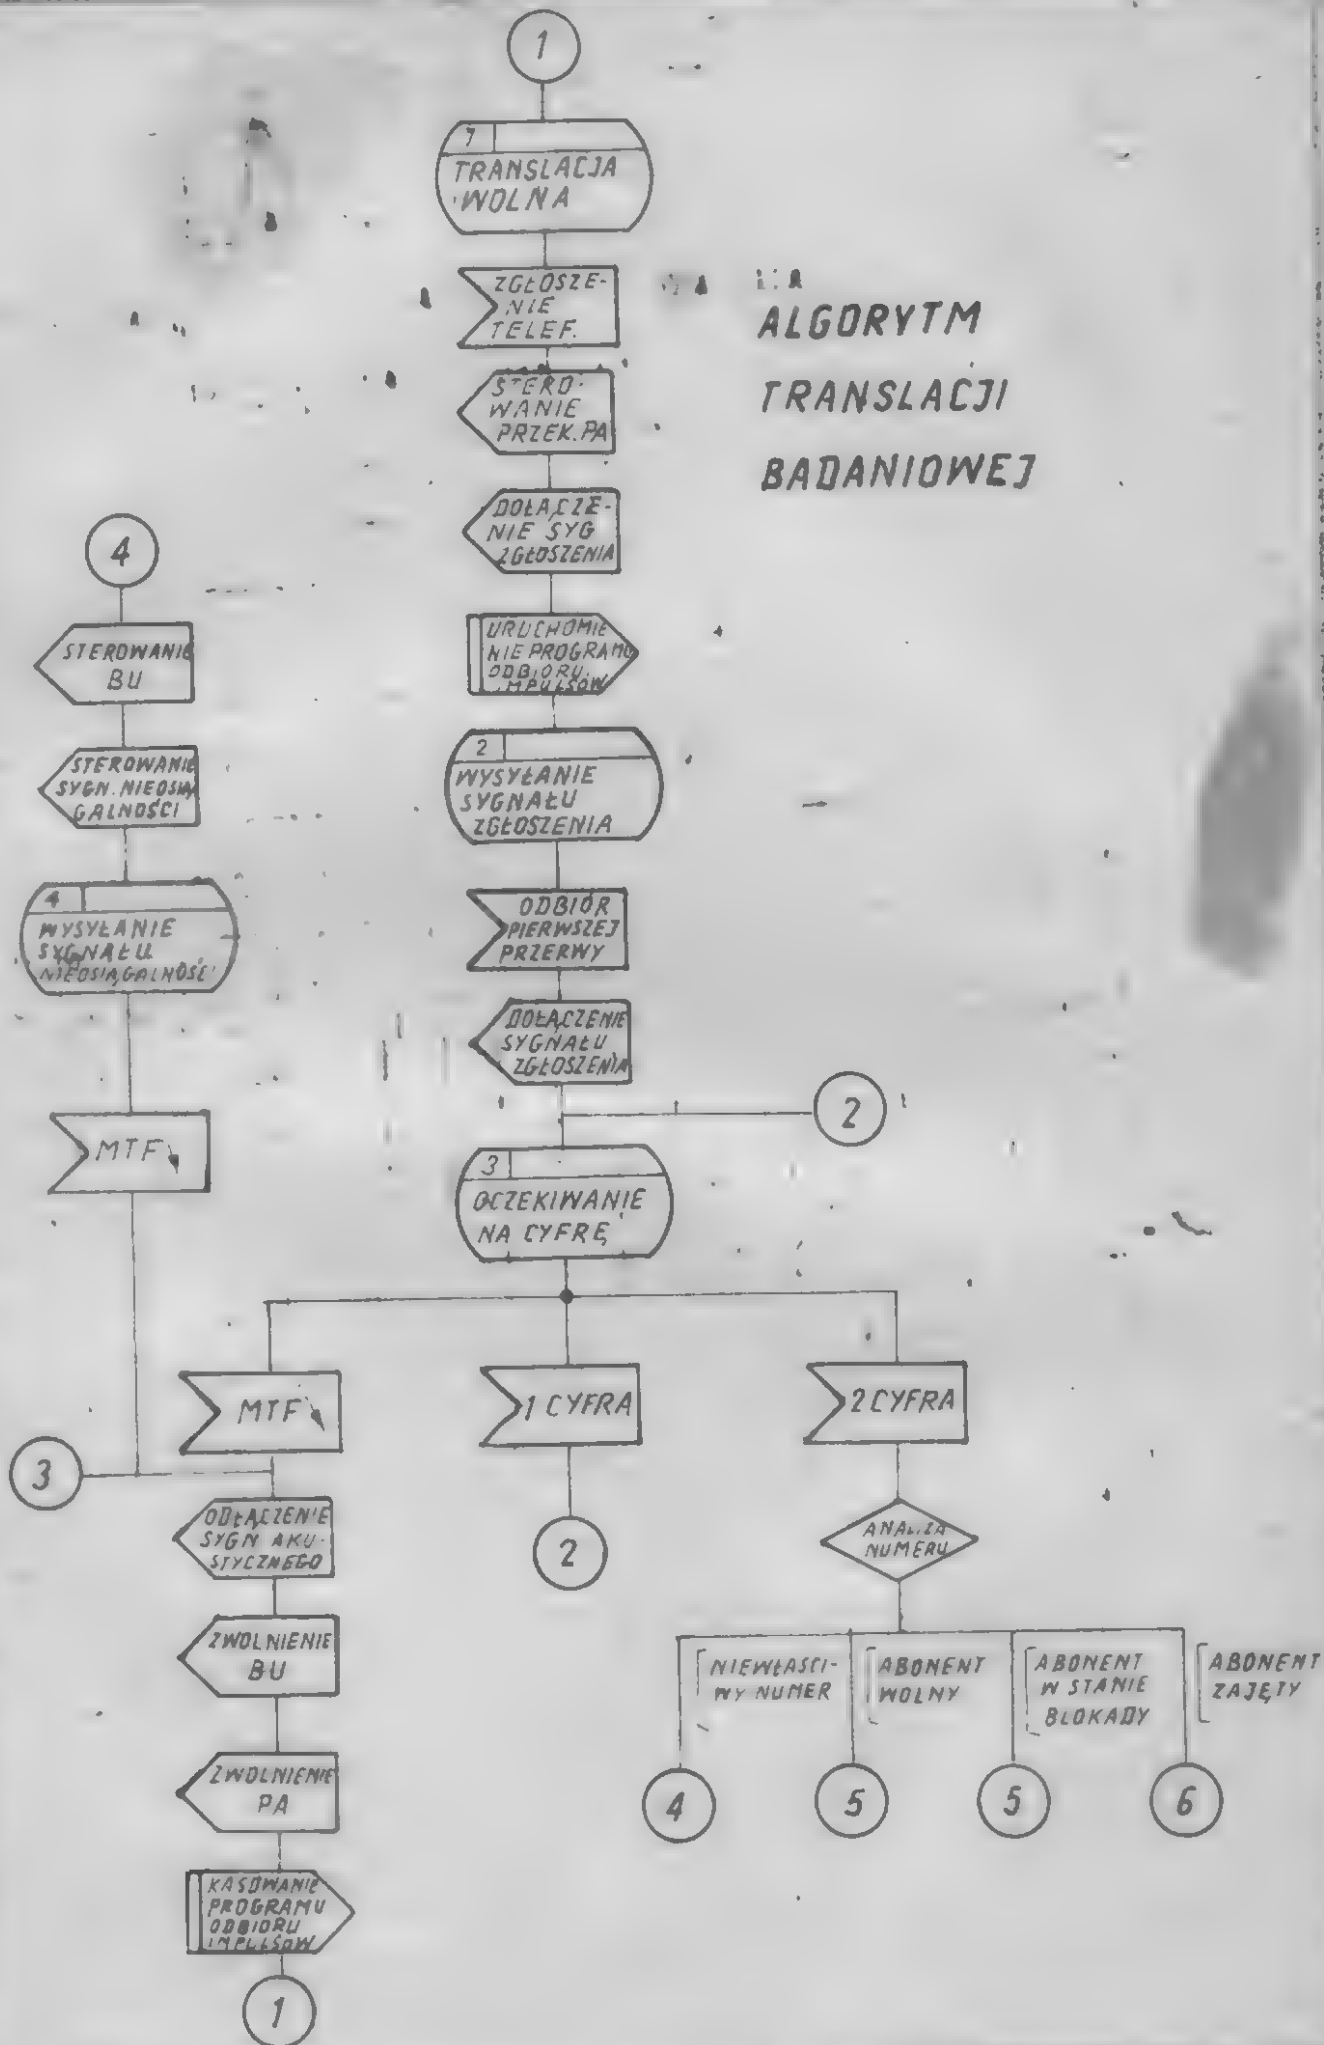 1
7
TRANSLACJA
WOLNA
ZGŁOSZE-
NIE
TELEF.
STERO-
WANIE
PRZEK. PA
DOŁĄCZE-
NIE SYG
ZGŁOSZENIA
URUCHOMIE
NIE PROGRAMU
ODBIORU
IMPULSÓW
2
WYSYŁANIE
SYGNAŁU
ZGŁOSZENIA
ODBIÓR
PIERWSZEJ
PRZERWY
DOŁĄCZENIE
SYGNAŁU
ZGŁOSZENIA
2
3
OCZEKIWANIE
NA CYFRĘ
ALGORYTM
TRANSLACJI
BADANIOWEJ
4
STEROWANIE
BU
STEROWANIE
SYGN. NIEOSIĄ
GALNOŚCI
4
WYSYŁANIE
SYGNAŁU
NIEOSIĄGALNOŚCI
MTF
3
MTF
ODŁĄCZENIE
SYGN AKU-
STYCZNEGO
ZWOLNIENIE
BU
ZWOLNIENIE
PA
KASOWANIE
PROGRAMU
ODBIORU
IMPULSÓW
1
1 CYFRA
2
2 CYFRA
ANALIZA
NUMERU
NIEWŁAŚCI-
WY NUMER
4
ABONENT
WOLNY
5
ABONENT
W STANIE
BLOKADY
5
ABONENT
ZAJĘTY
6